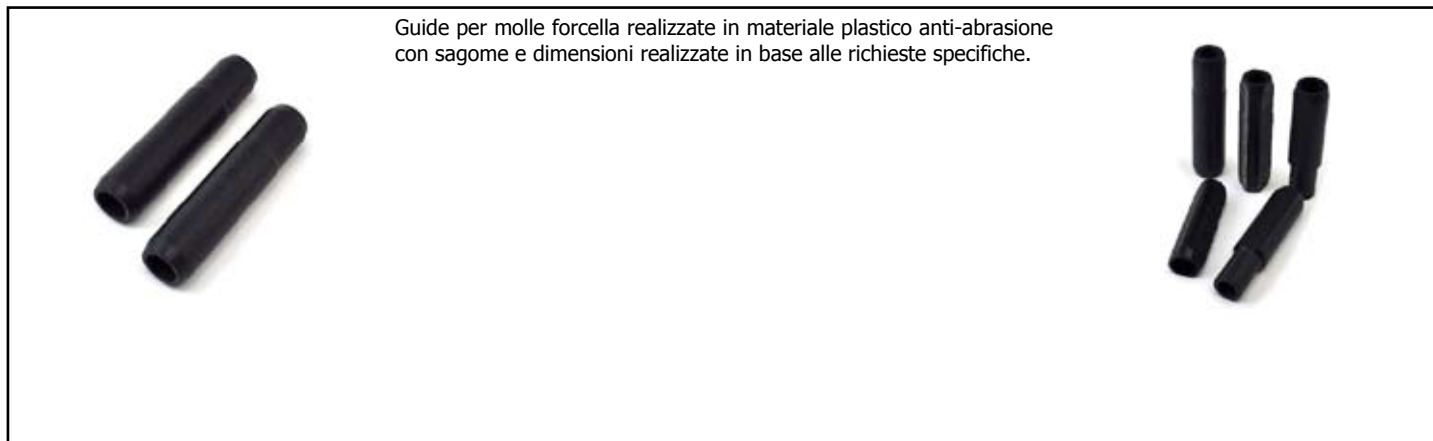 Guide per molle forcella realizzate in materiale plastico anti-abrasione
con sagome e dimensioni realizzate in base alle richieste specifiche.